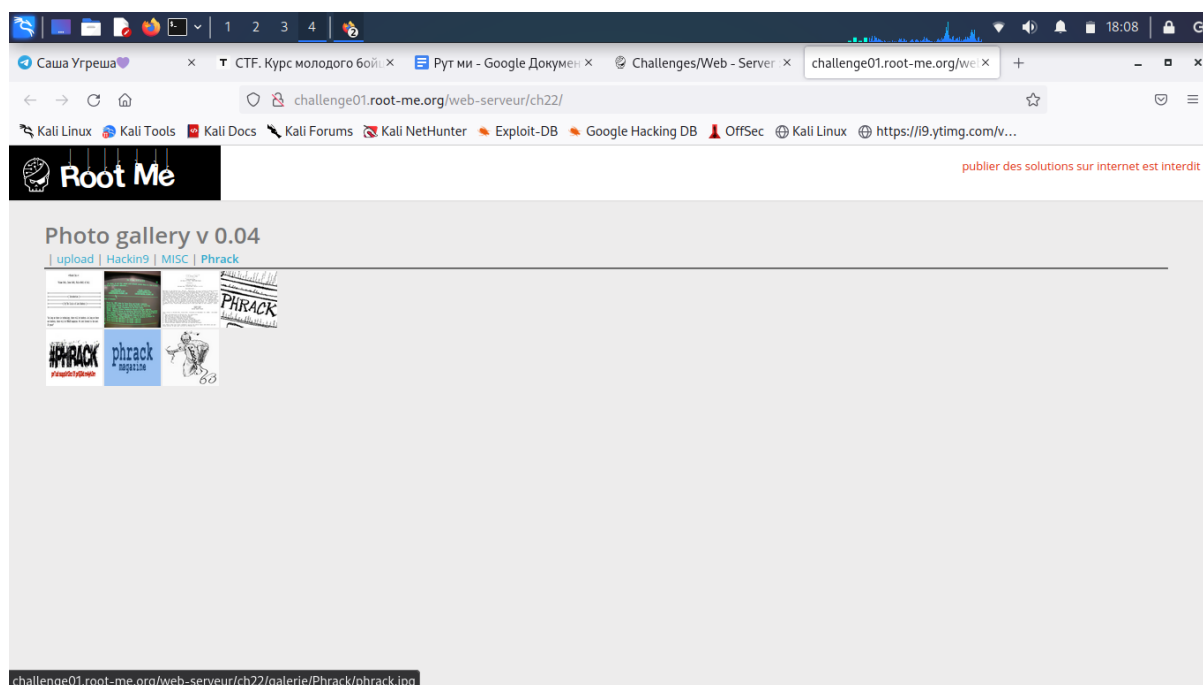 1 2 3 4 18:08
Саша Угреша CTF. Курс молодого бойц Рут ми - Google Докумен Challenges/Web - Server : challenge01.root-me.org/wel
challenge01.root-me.org/web-serveur/ch22/
Kali Linux Kali Tools Kali Docs Kali Forums Kali NetHunter Exploit-DB Google Hacking DB OffSec Kali Linux https://i9.ytimg.com/v...
Root Me publier des solutions sur internet est interdit
Photo gallery v 0.04
| upload | Hackin9 | MISC | Phrack
PHRACK
#PHRACK phrack
magazine
63
challenge01.root-me.org/web-serveur/ch22/galerie/Phrack/phrack.jpg